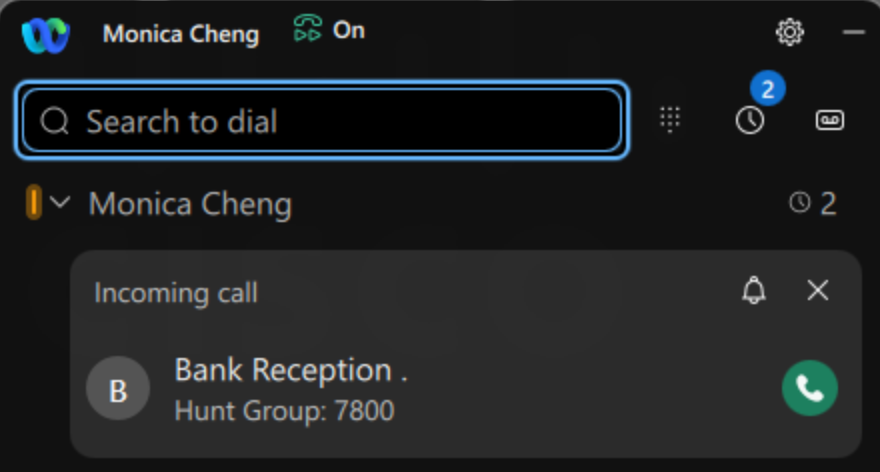 Monica Cheng
On
Search to dial
2
Monica Cheng
2
Incoming call
B
Bank Reception .
Hunt Group: 7800